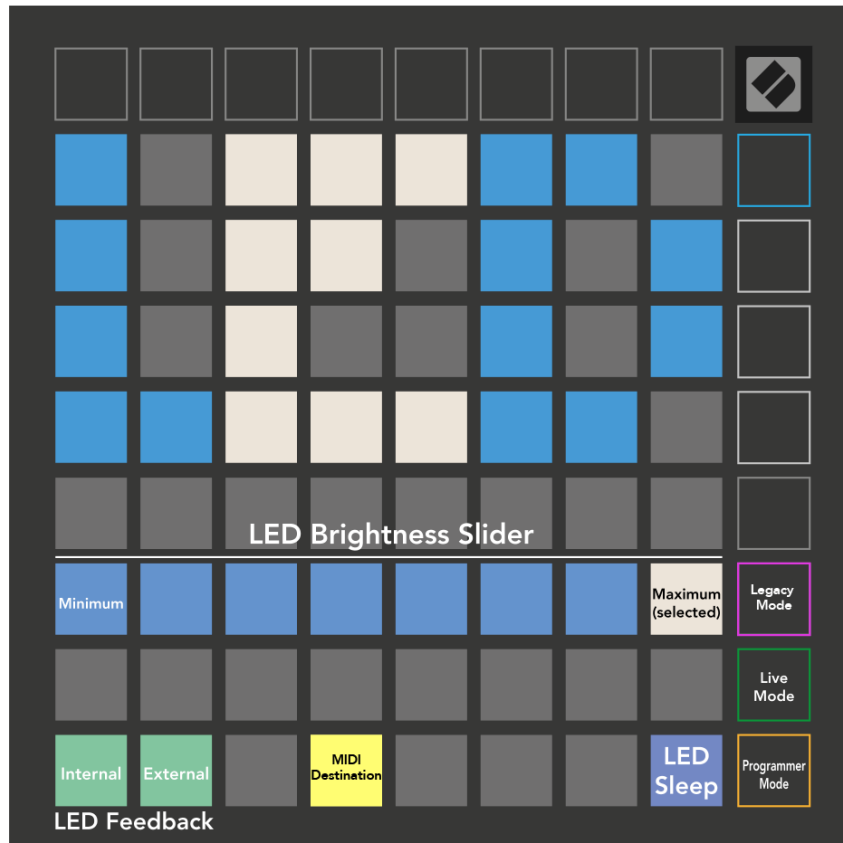 LED
LED Brightness Slider
Minimum
Maximum
(selected)
Legacy
Mode
Live
Mode
Internal
External
MIDI
Destination
LED
Sleep
Programmer
Mode
LED Feedback